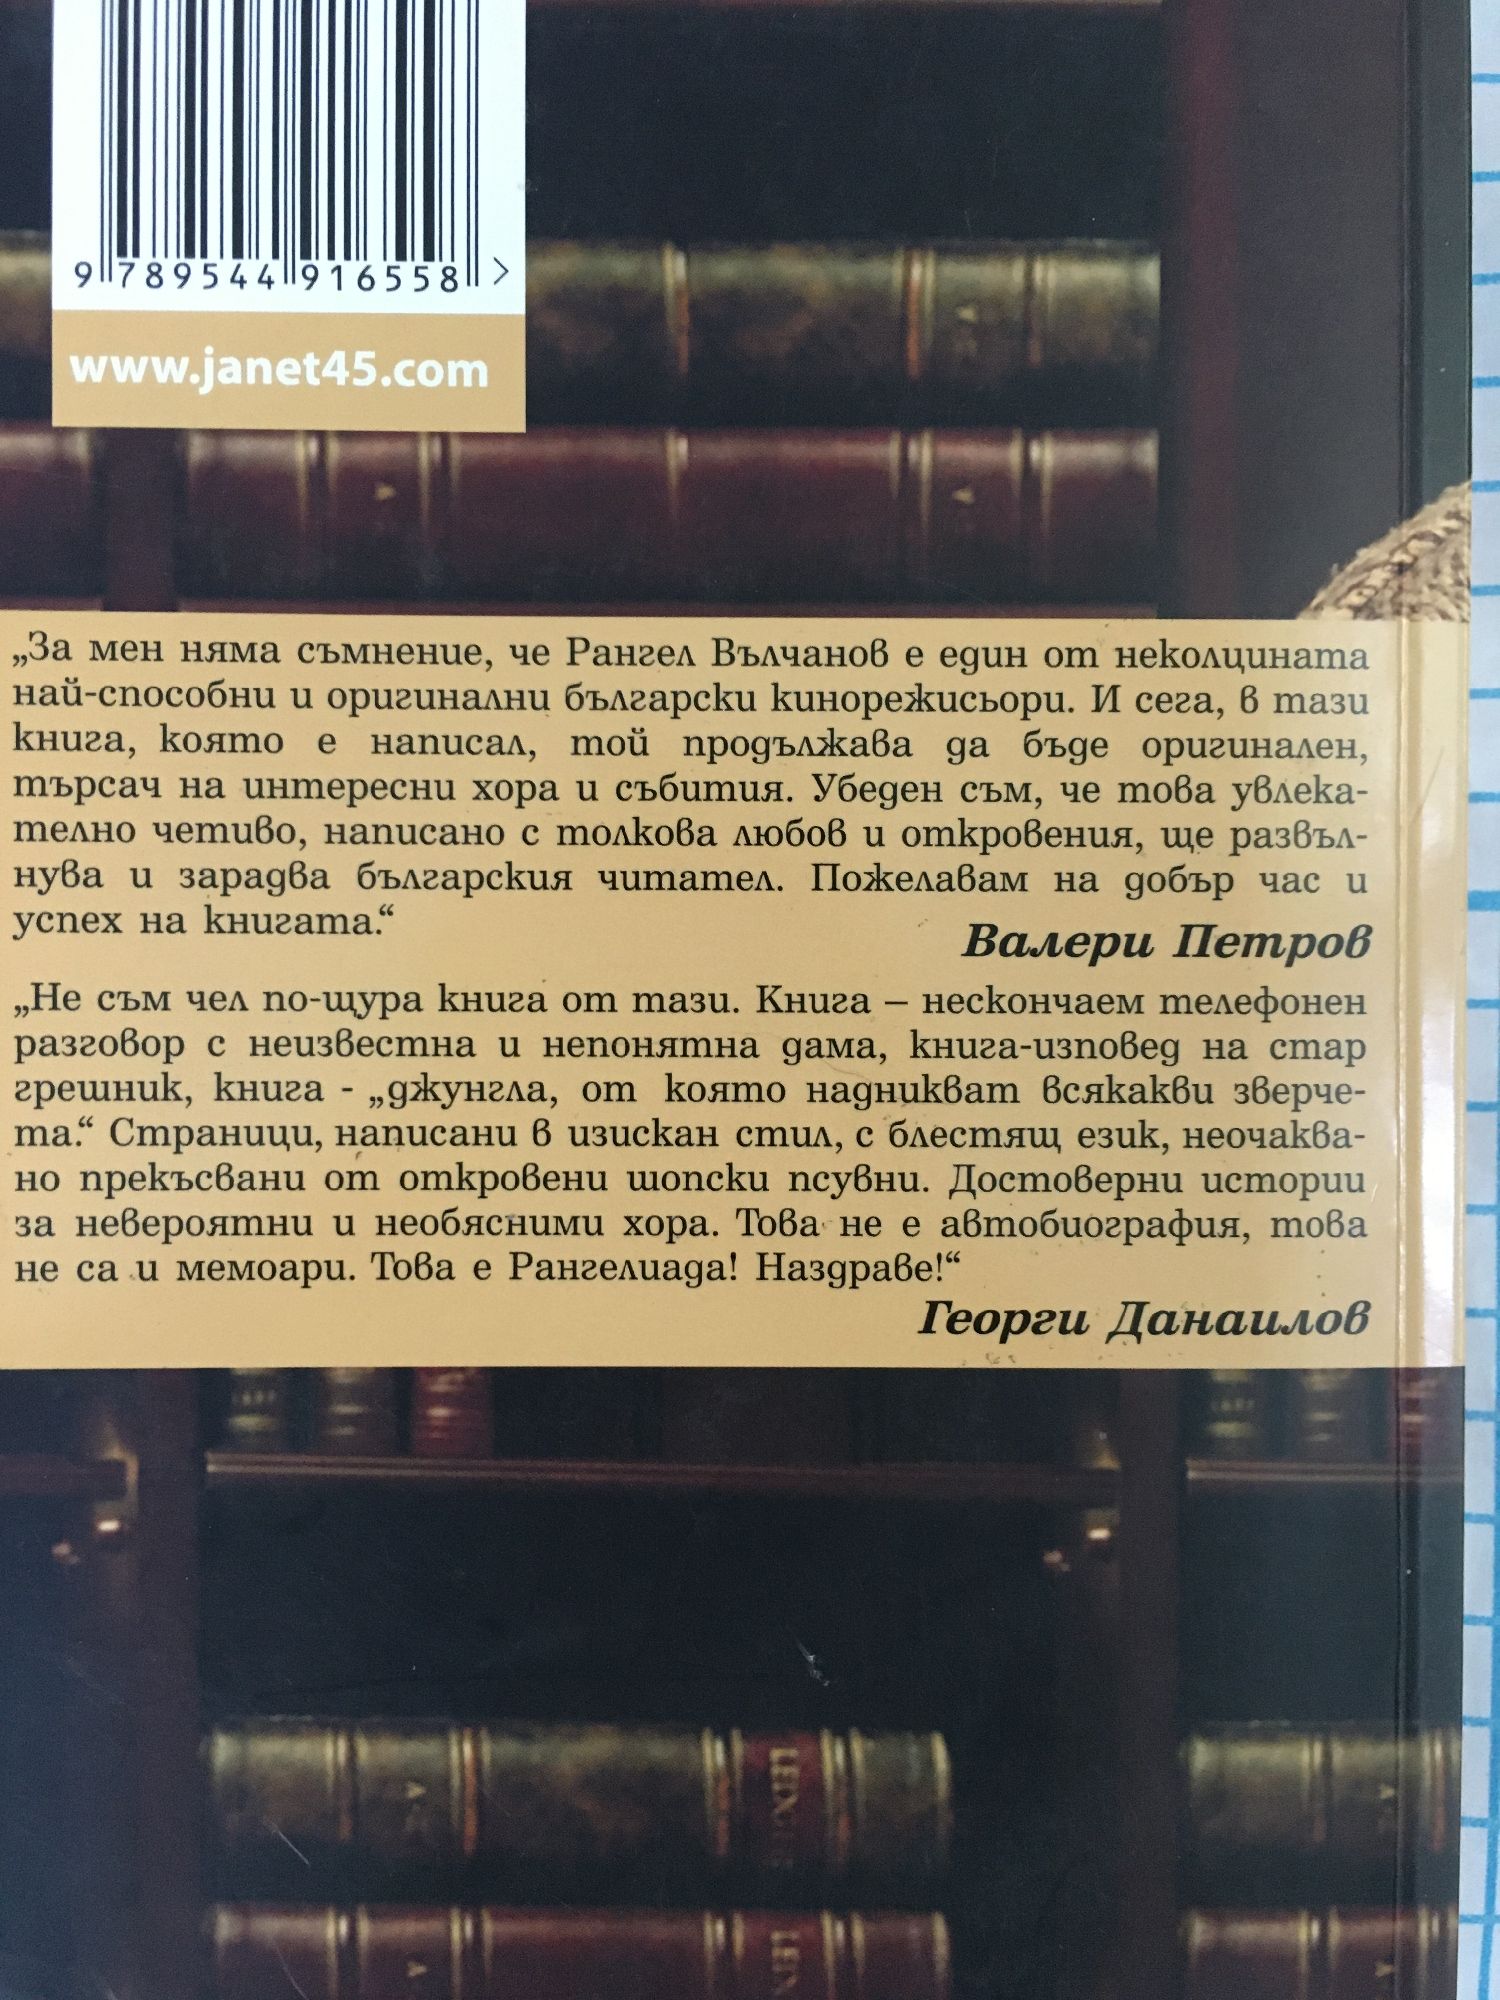 9 789544 916558 >
www.janet45.com
„За мен няма съмнение, че Рангел Вълчанов е един от неколцината
най-способни и оригинални български кинорежисьори. И сега, в тази
книга, която е написал, той продължава да бъде оригинален,
търсач на интересни хора и събития. Убеден съм, че това увлека-
телно четиво, написано с толкова любов и откровения, ще развъл-
нува и зарадва българския читател. Пожелавам на добър час и
успех на книгата.“
Валери Петров
„Не съм чел по-щура книга от тази. Книга – нескончаем телефонен
разговор с неизвестна и непонятна дама, книга-изповед на стар
грешник, книга - „джунгла, от която надникват всякакви зверче-
та.“ Страници, написани в изискан стил, с блестящ език, неочаква-
но прекъсвани от откровени шопски псувни. Достоверни истории
за невероятни и необясними хора. Това не е автобиография, това
не са и мемоари. Това е Рангелиада! Наздраве!“
Георги Данаилов